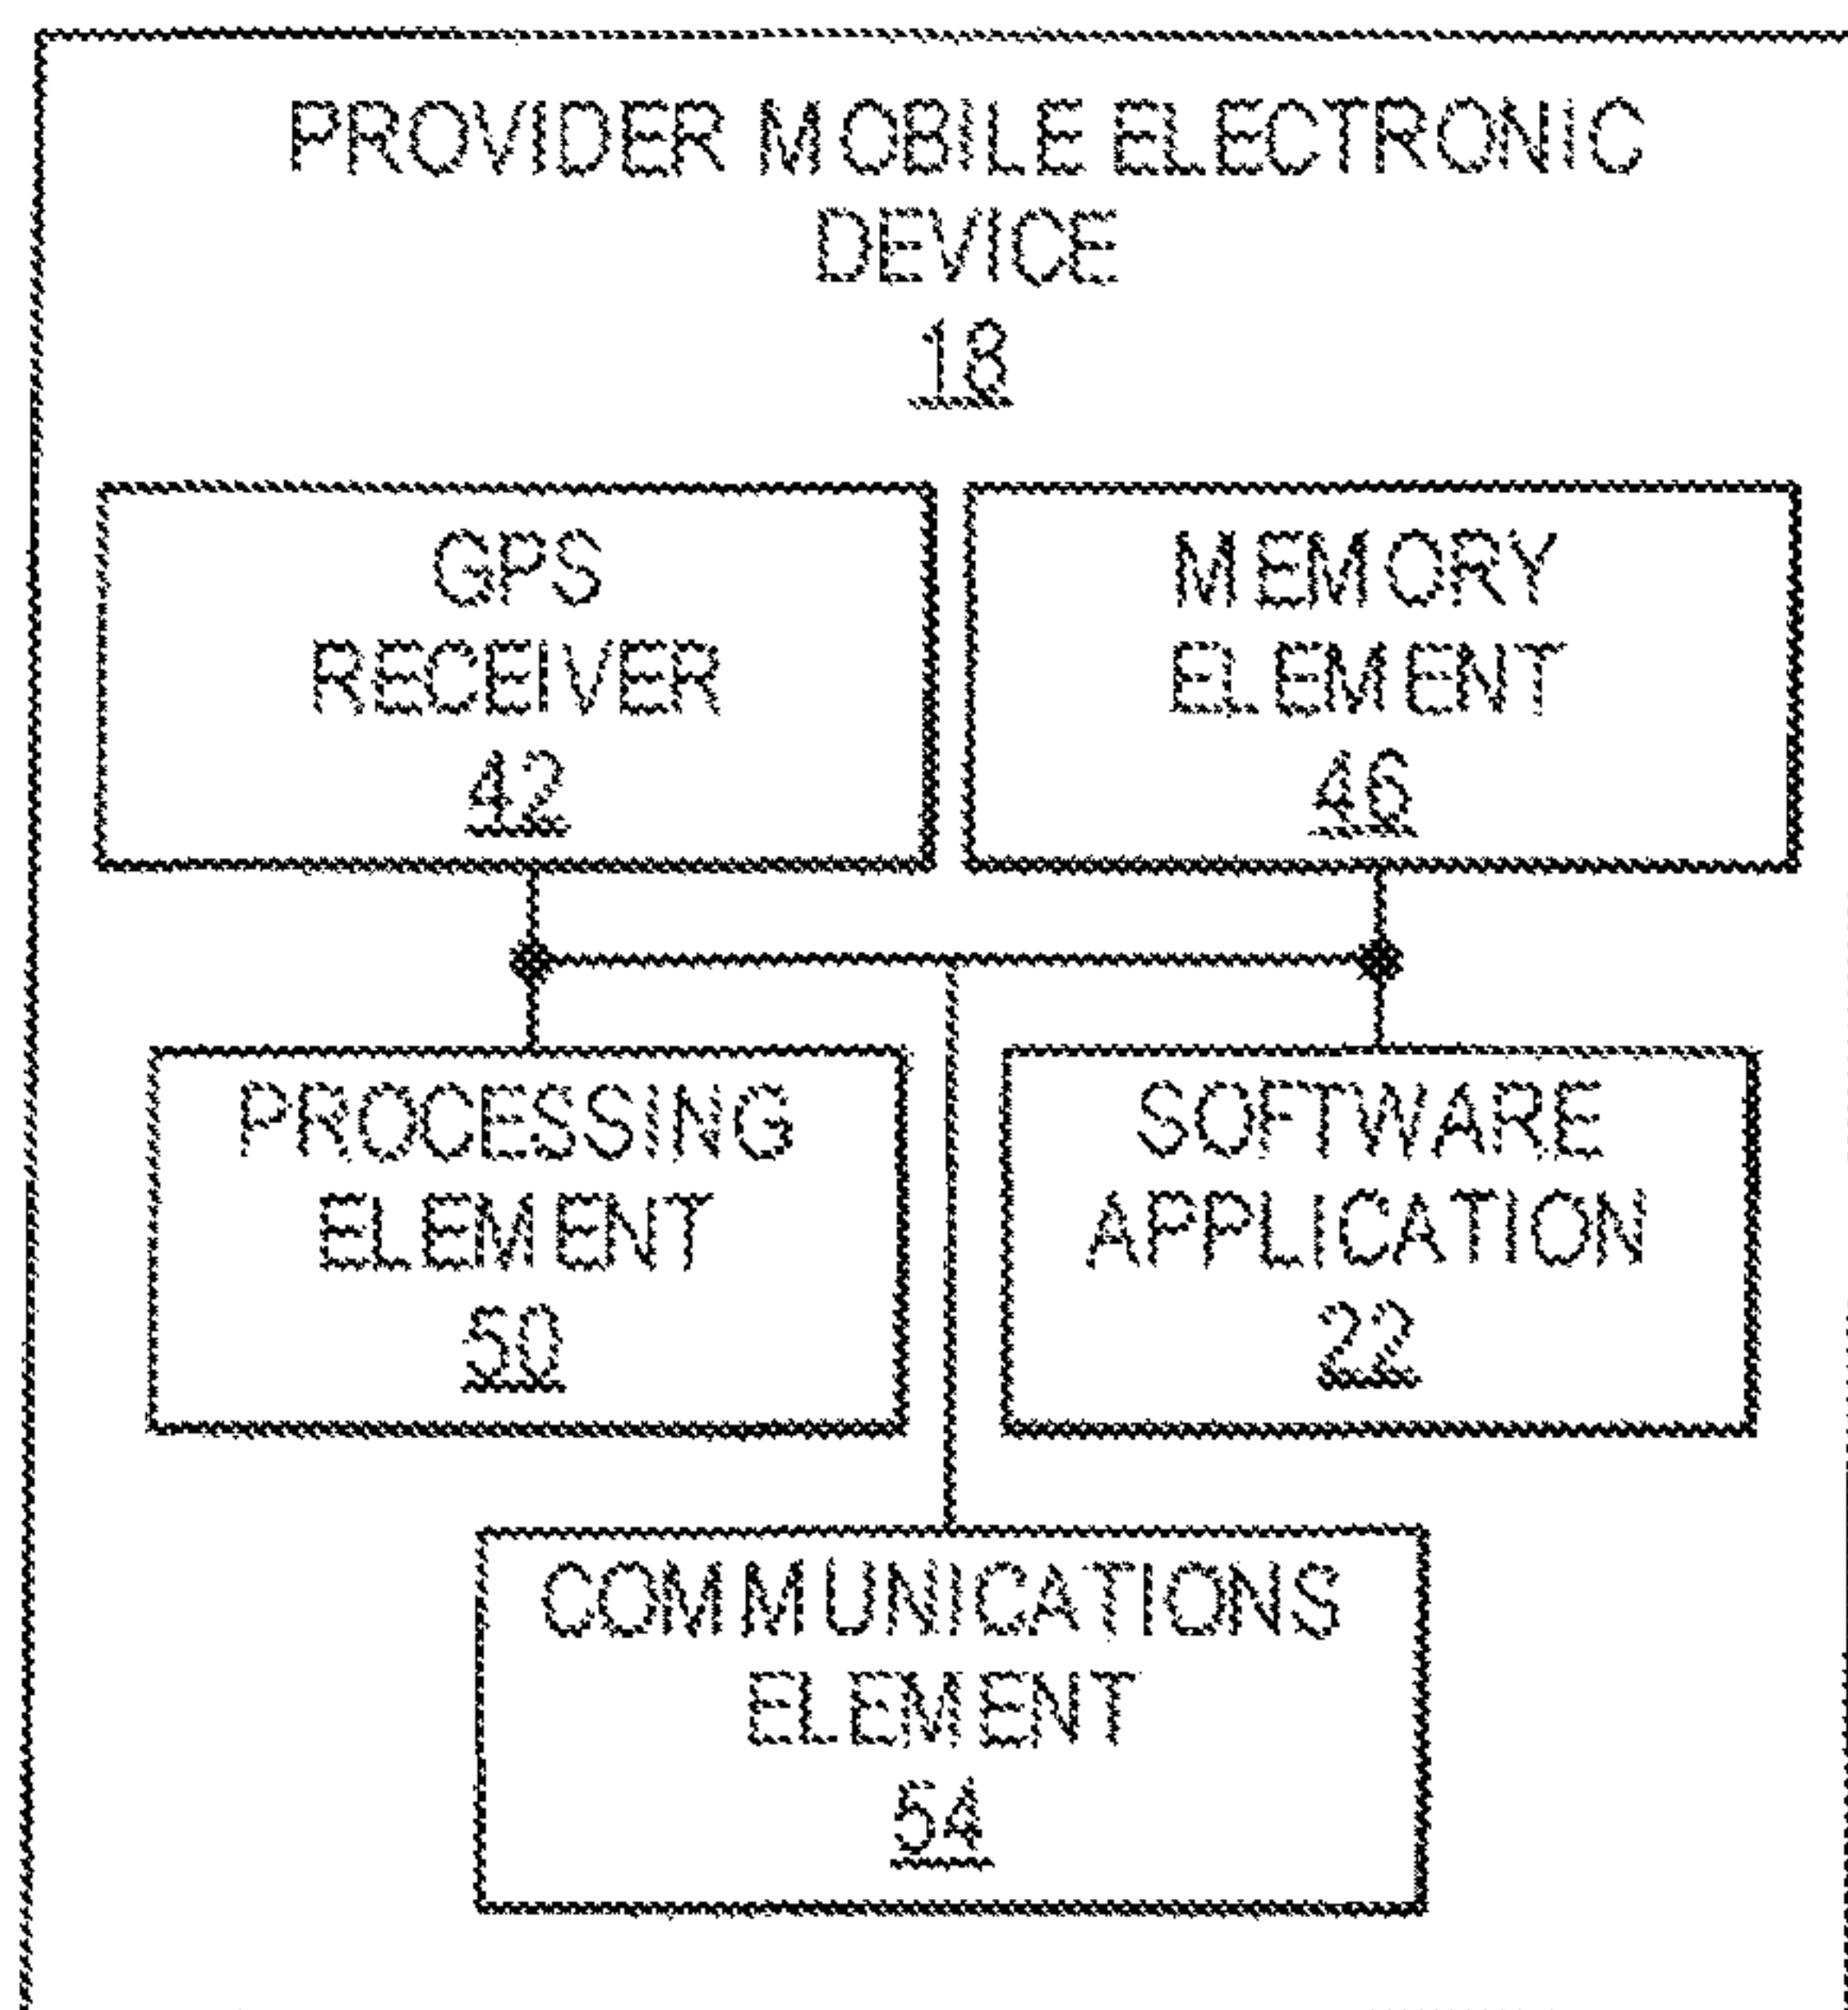 PROVIDER MOBILE ELECTRONIC
DEVICE
18
GPS
RECEIVER
42
MEMORY
ELEMENT
46
PROCESSING
ELEMENT
50
SOFTWARE
APPLICATION
22
COMMUNICATIONS
ELEMENT
54